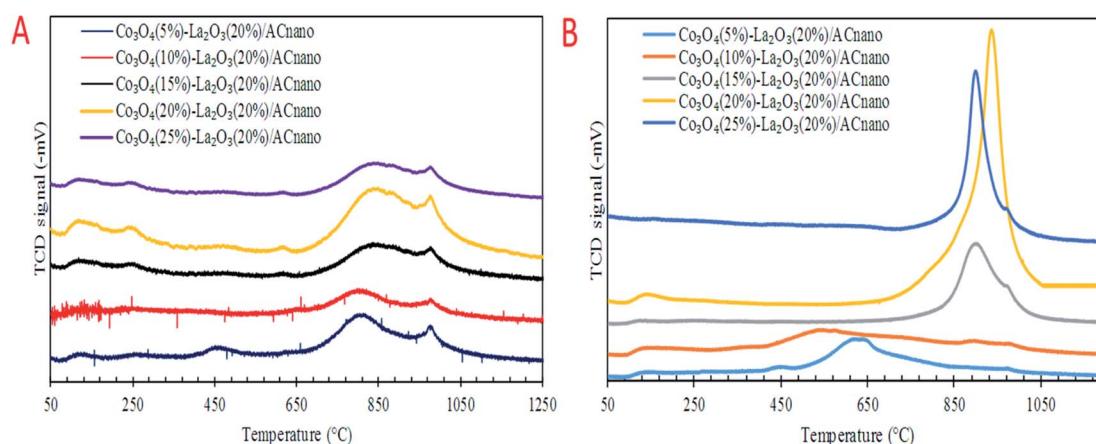 A
Co₃O₄(5%)-La₂O₃(20%)/ACnano
Co₃O₄(10%)-La₂O₃(20%)/ACnano
Co₃O₄(15%)-La₂O₃(20%)/ACnano
Co₃O₄(20%)-La₂O₃(20%)/ACnano
Co₃O₄(25%)-La₂O₃(20%)/ACnano
TCD signal (-mV)
50 250 450 650 850 1050 1250
Temperature (°C)
B
Co₃O₄(5%)-La₂O₃(20%)/ACnano
Co₃O₄(10%)-La₂O₃(20%)/ACnano
Co₃O₄(15%)-La₂O₃(20%)/ACnano
Co₃O₄(20%)-La₂O₃(20%)/ACnano
Co₃O₄(25%)-La₂O₃(20%)/ACnano
TCD signal (-mV)
50 250 450 650 850 1050
Temperature (°C)